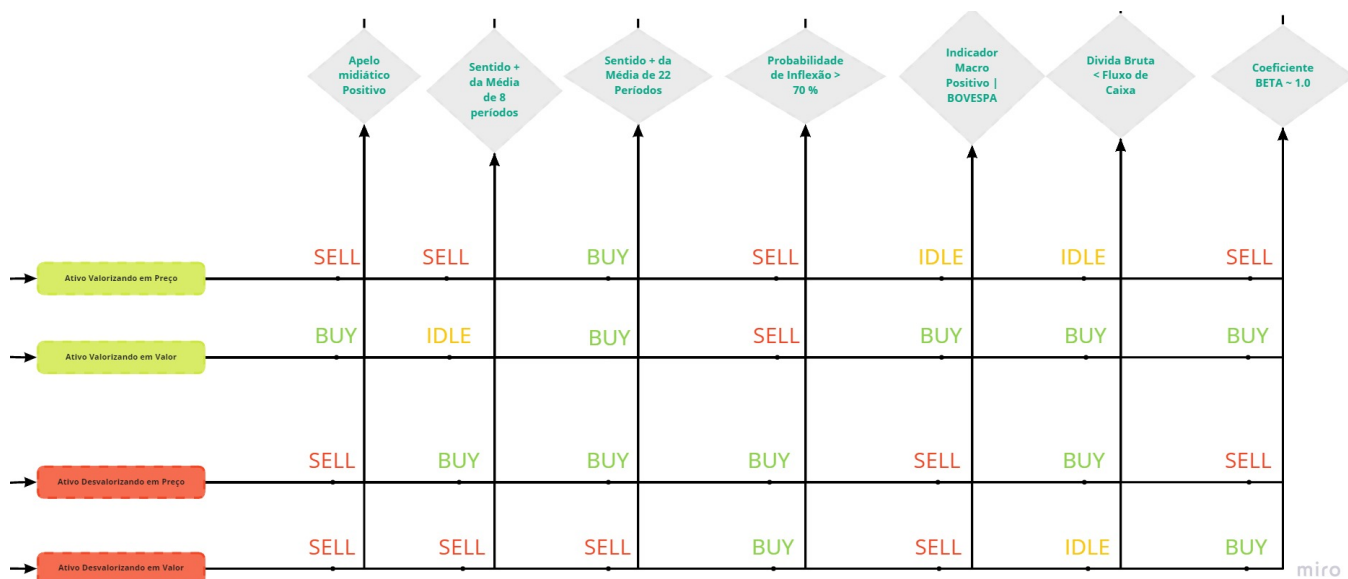 Apelo
midiático
Positivo
Sentido +
da Média
de 8
períodos
Sentido + da
Média de 22
Períodos
Probabilidade
de Inflexão >
70 %
Indicador
Macro
Positivo |
BOVESPA
Divida Bruta
< Fluxo de
Caixa
Coeficiente
BETA ~ 1.0
SELL SELL BUY SELL IDLE IDLE SELL
Ativo Valorizando em Preço
BUY IDLE BUY SELL BUY BUY BUY
Ativo Valorizando em Valor
SELL BUY BUY BUY SELL BUY SELL
Ativo Desvalorizando em Preço
SELL SELL SELL BUY SELL IDLE BUY
Ativo Desvalorizando em Valor
miro